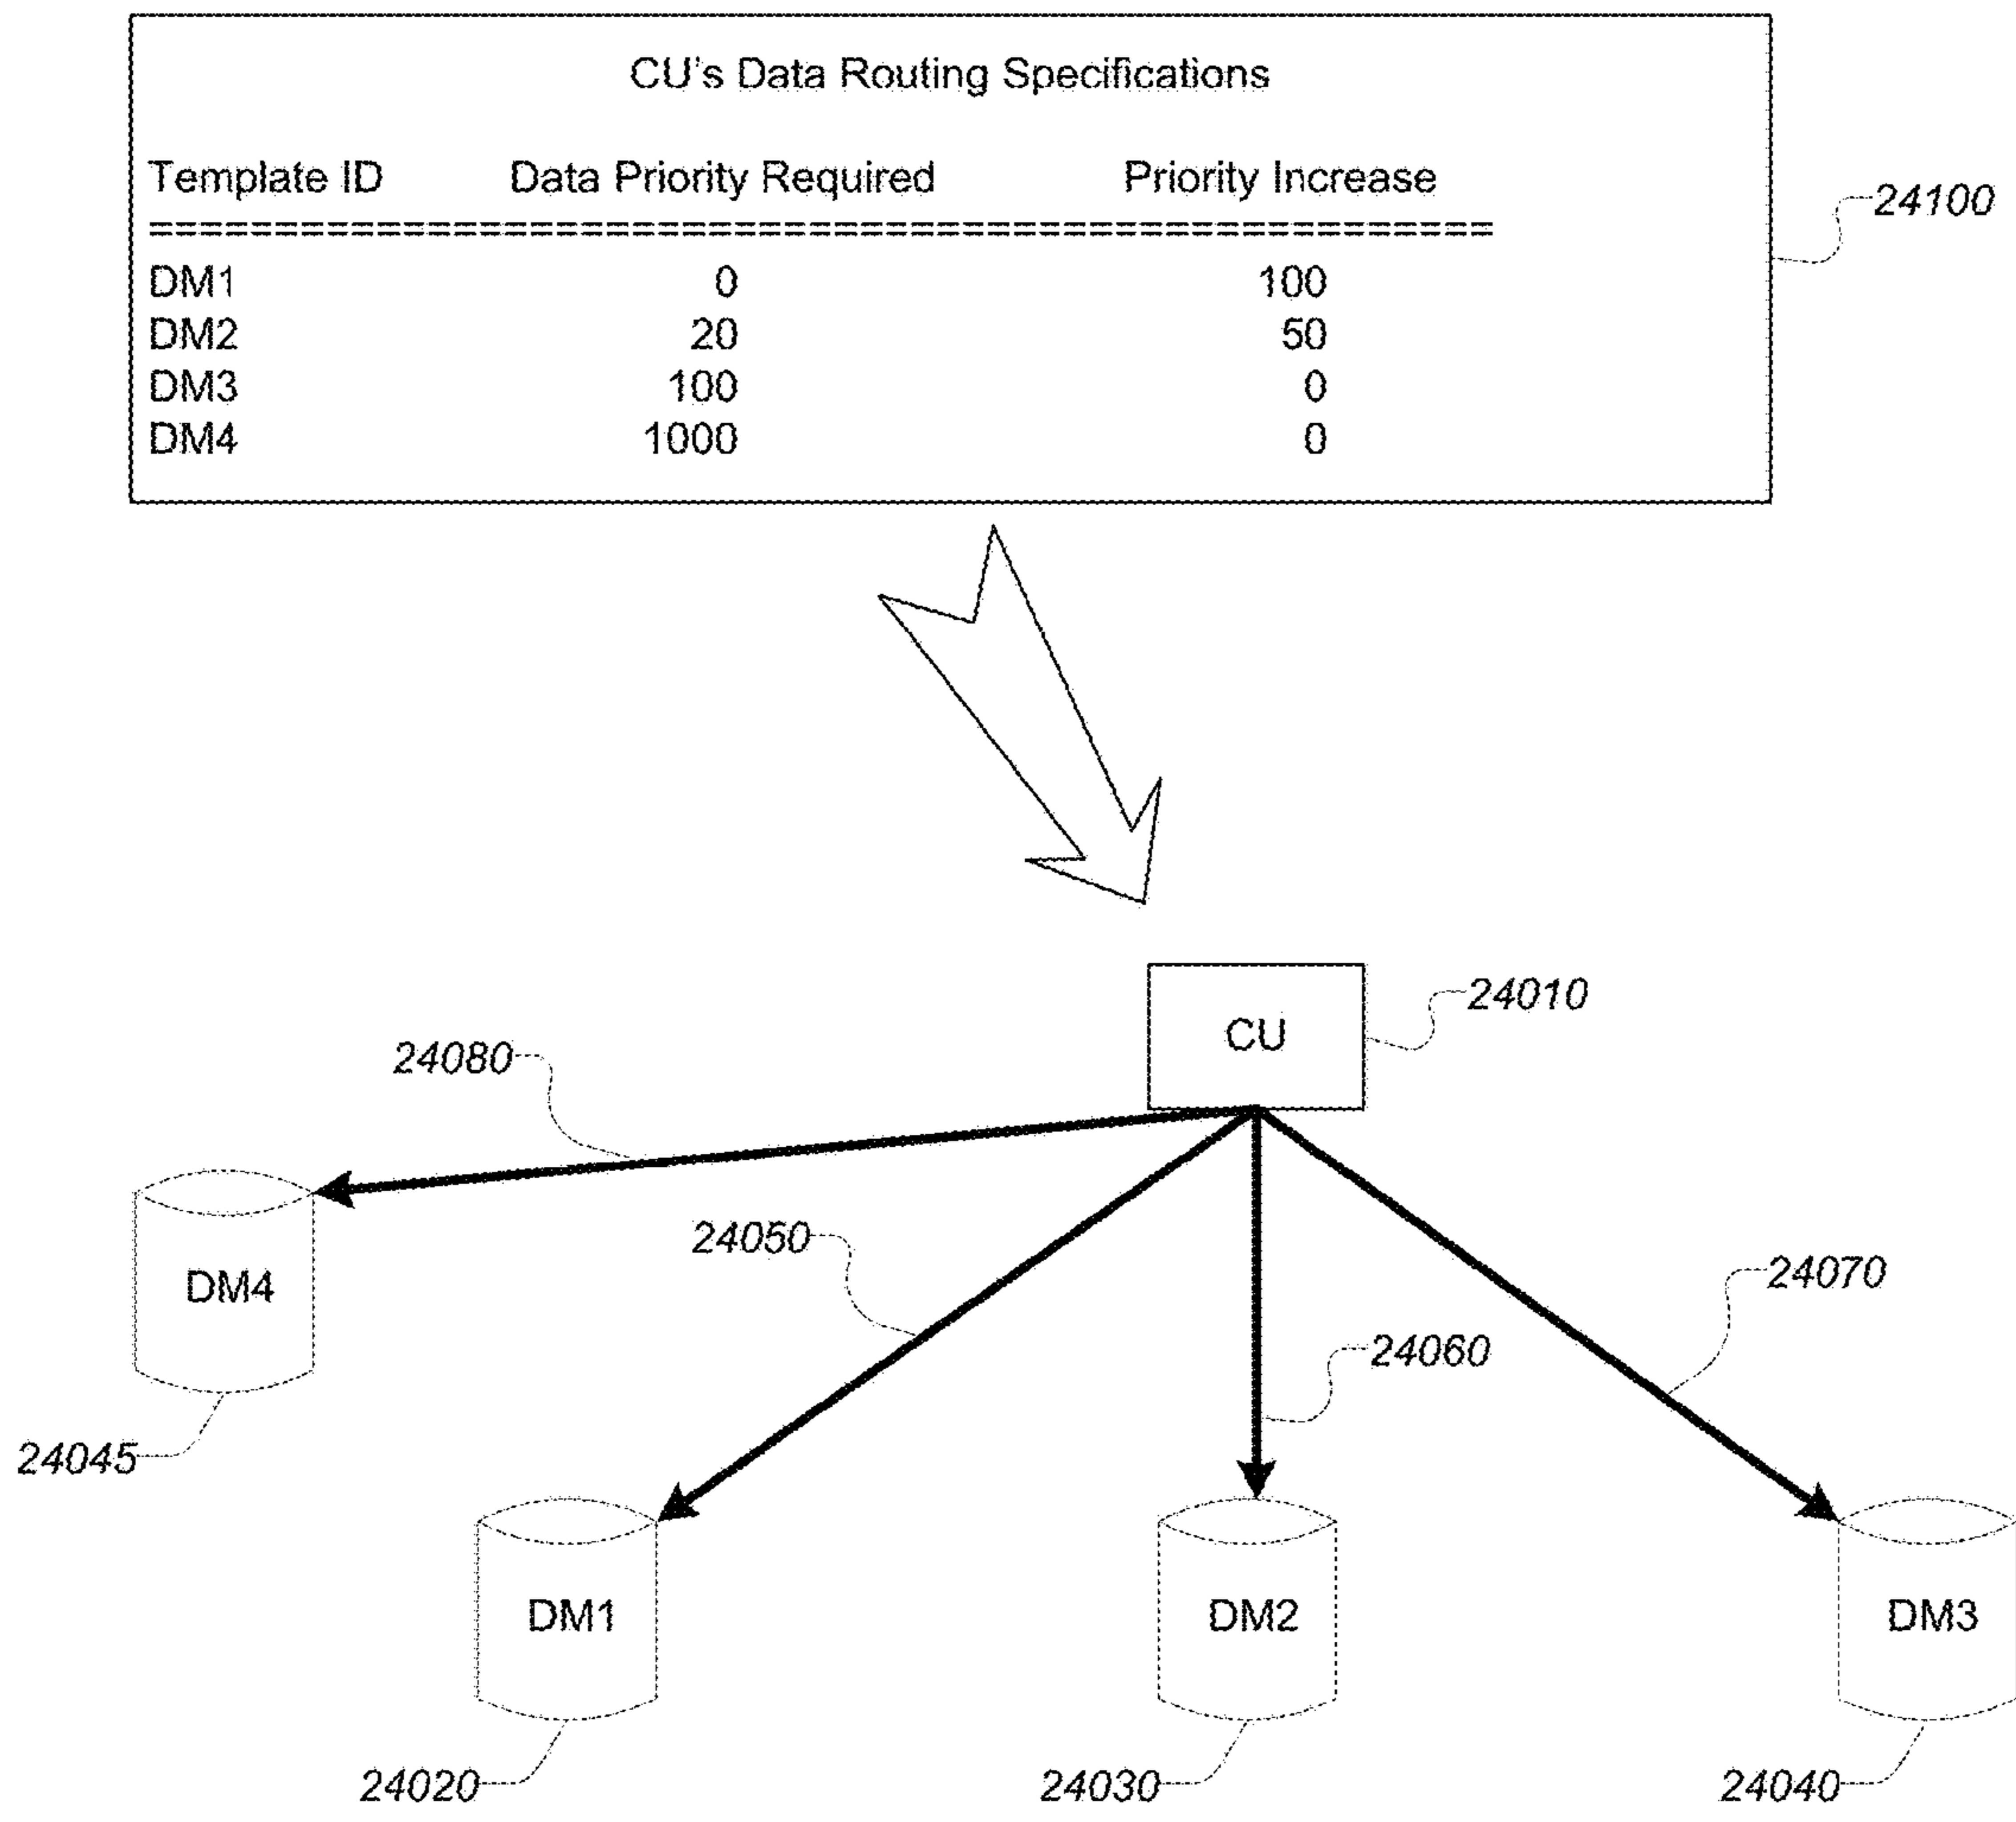 CU's Data Routing Specifications
Template ID Data Priority Required Priority Increase
=====================================================
DM1 0 100
DM2 20 50
DM3 100 0
DM4 1000 0
24100
CU
24010
24080
24050
24070
24060
DM4
24045
DM1
DM2
DM3
24020
24030
24040